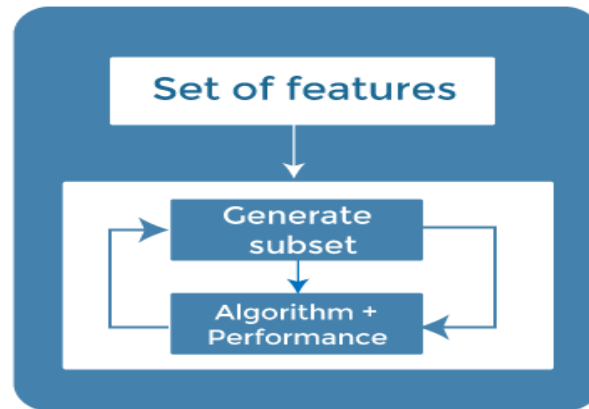 Set of features
Generate
subset
Algorithm +
Performance